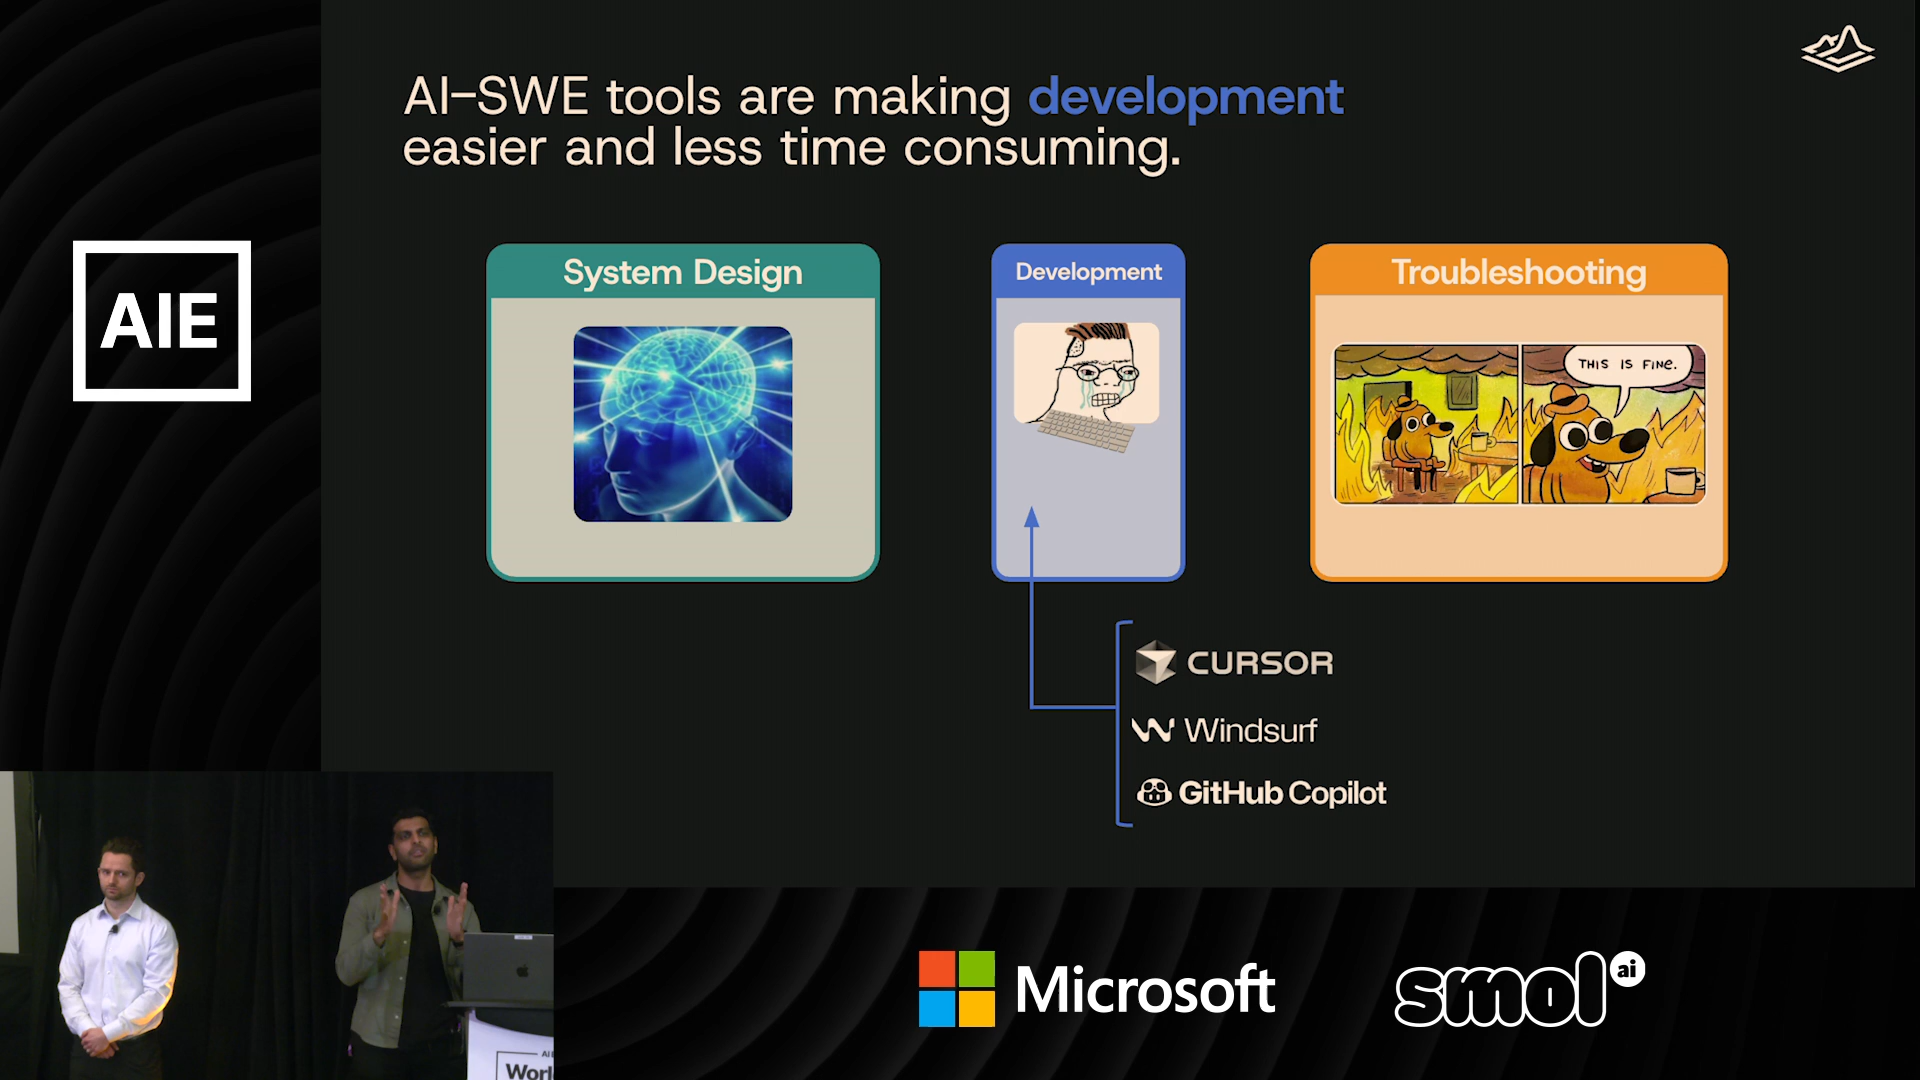 AI-SWE tools are making development
easier and less time consuming.
AIE
System Design
Development
Troubleshooting
THIS IS FINE.
CURSOR
Windsurf
GitHub Copilot
Microsoft
smol ai